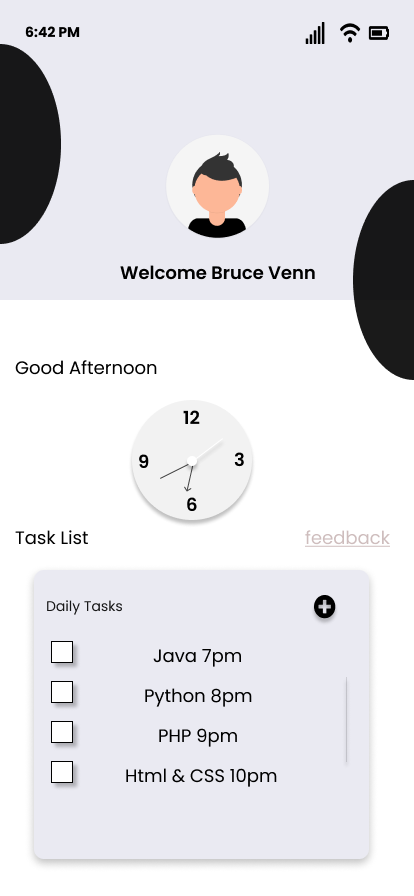 6:42 PM
Welcome Bruce Venn
Good Afternoon
12
9
3
6
Task List
feedback
Daily Tasks
Java 7pm
Python 8pm
PHP 9pm
Html & CSS 10pm